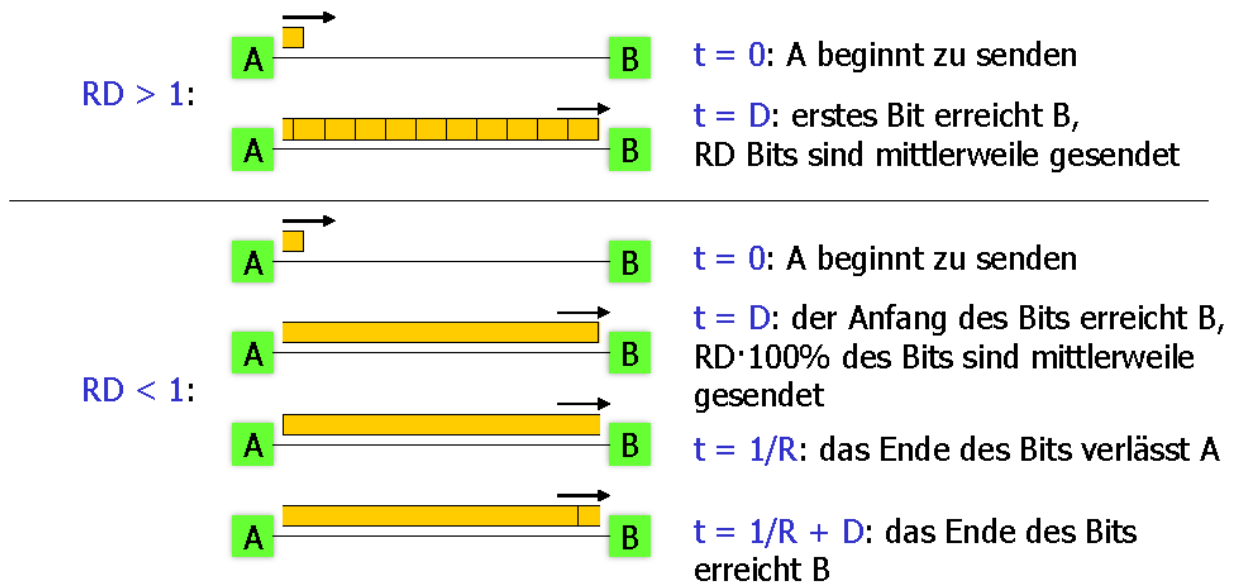 A B t = 0: A beginnt zu senden
RD > 1:
A B t = D: erstes Bit erreicht B,
RD Bits sind mittlerweile gesendet
A B t = 0: A beginnt zu senden
A B t = D: der Anfang des Bits erreicht B,
RD·100% des Bits sind mittlerweile
gesendet
RD < 1:
A B t = 1/R: das Ende des Bits verlässt A
A B t = 1/R + D: das Ende des Bits
erreicht B